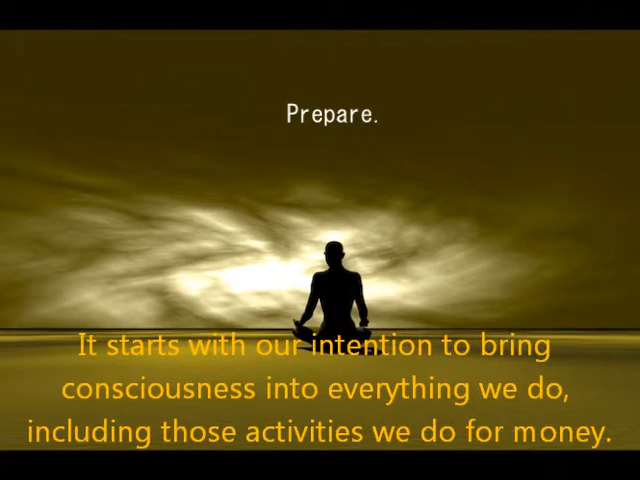 Prepare.
It starts with our intention to bring
consciousness into everything we do,
including those activities we do for money.